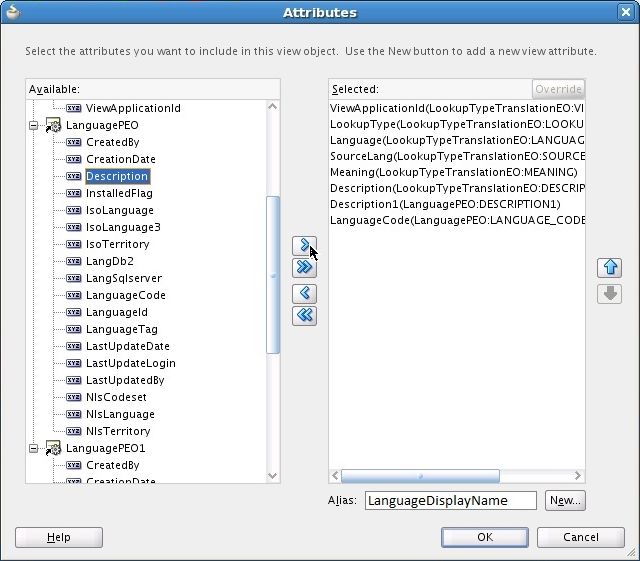 Attributes
Select the attributes you want to include in this view object. Use the New button to add a new view attribute.
Available:
ViewApplicationId
LanguagePEO
CreatedBy
CreationDate
Description
InstalledFlag
IsoLanguage
IsoLanguage3
IsoTerritory
LangDb2
LangSqlserver
LanguageCode
LanguageId
LanguageTag
LastUpdateDate
LastUpdateLogin
LastUpdatedBy
NlsCodeset
NlsLanguage
NlsTerritory
LanguagePEO1
CreatedBy
CreationDate
Selected:
Override
ViewApplicationId(LookupTypeTranslationEO:VI
LookupType(LookupTypeTranslationEO:LOOKU
Language(LookupTypeTranslationEO:LANGUAG
SourceLang(LookupTypeTranslationEO:SOURCE
Meaning(LookupTypeTranslationEO:MEANING)
Description(LookupTypeTranslationEO:DESCRIP
Description1(LanguagePEO:DESCRIPTION1)
LanguageCode(LanguagePEO:LANGUAGE_CODE
Alias: LanguageDisplayName New...
Help OK Cancel